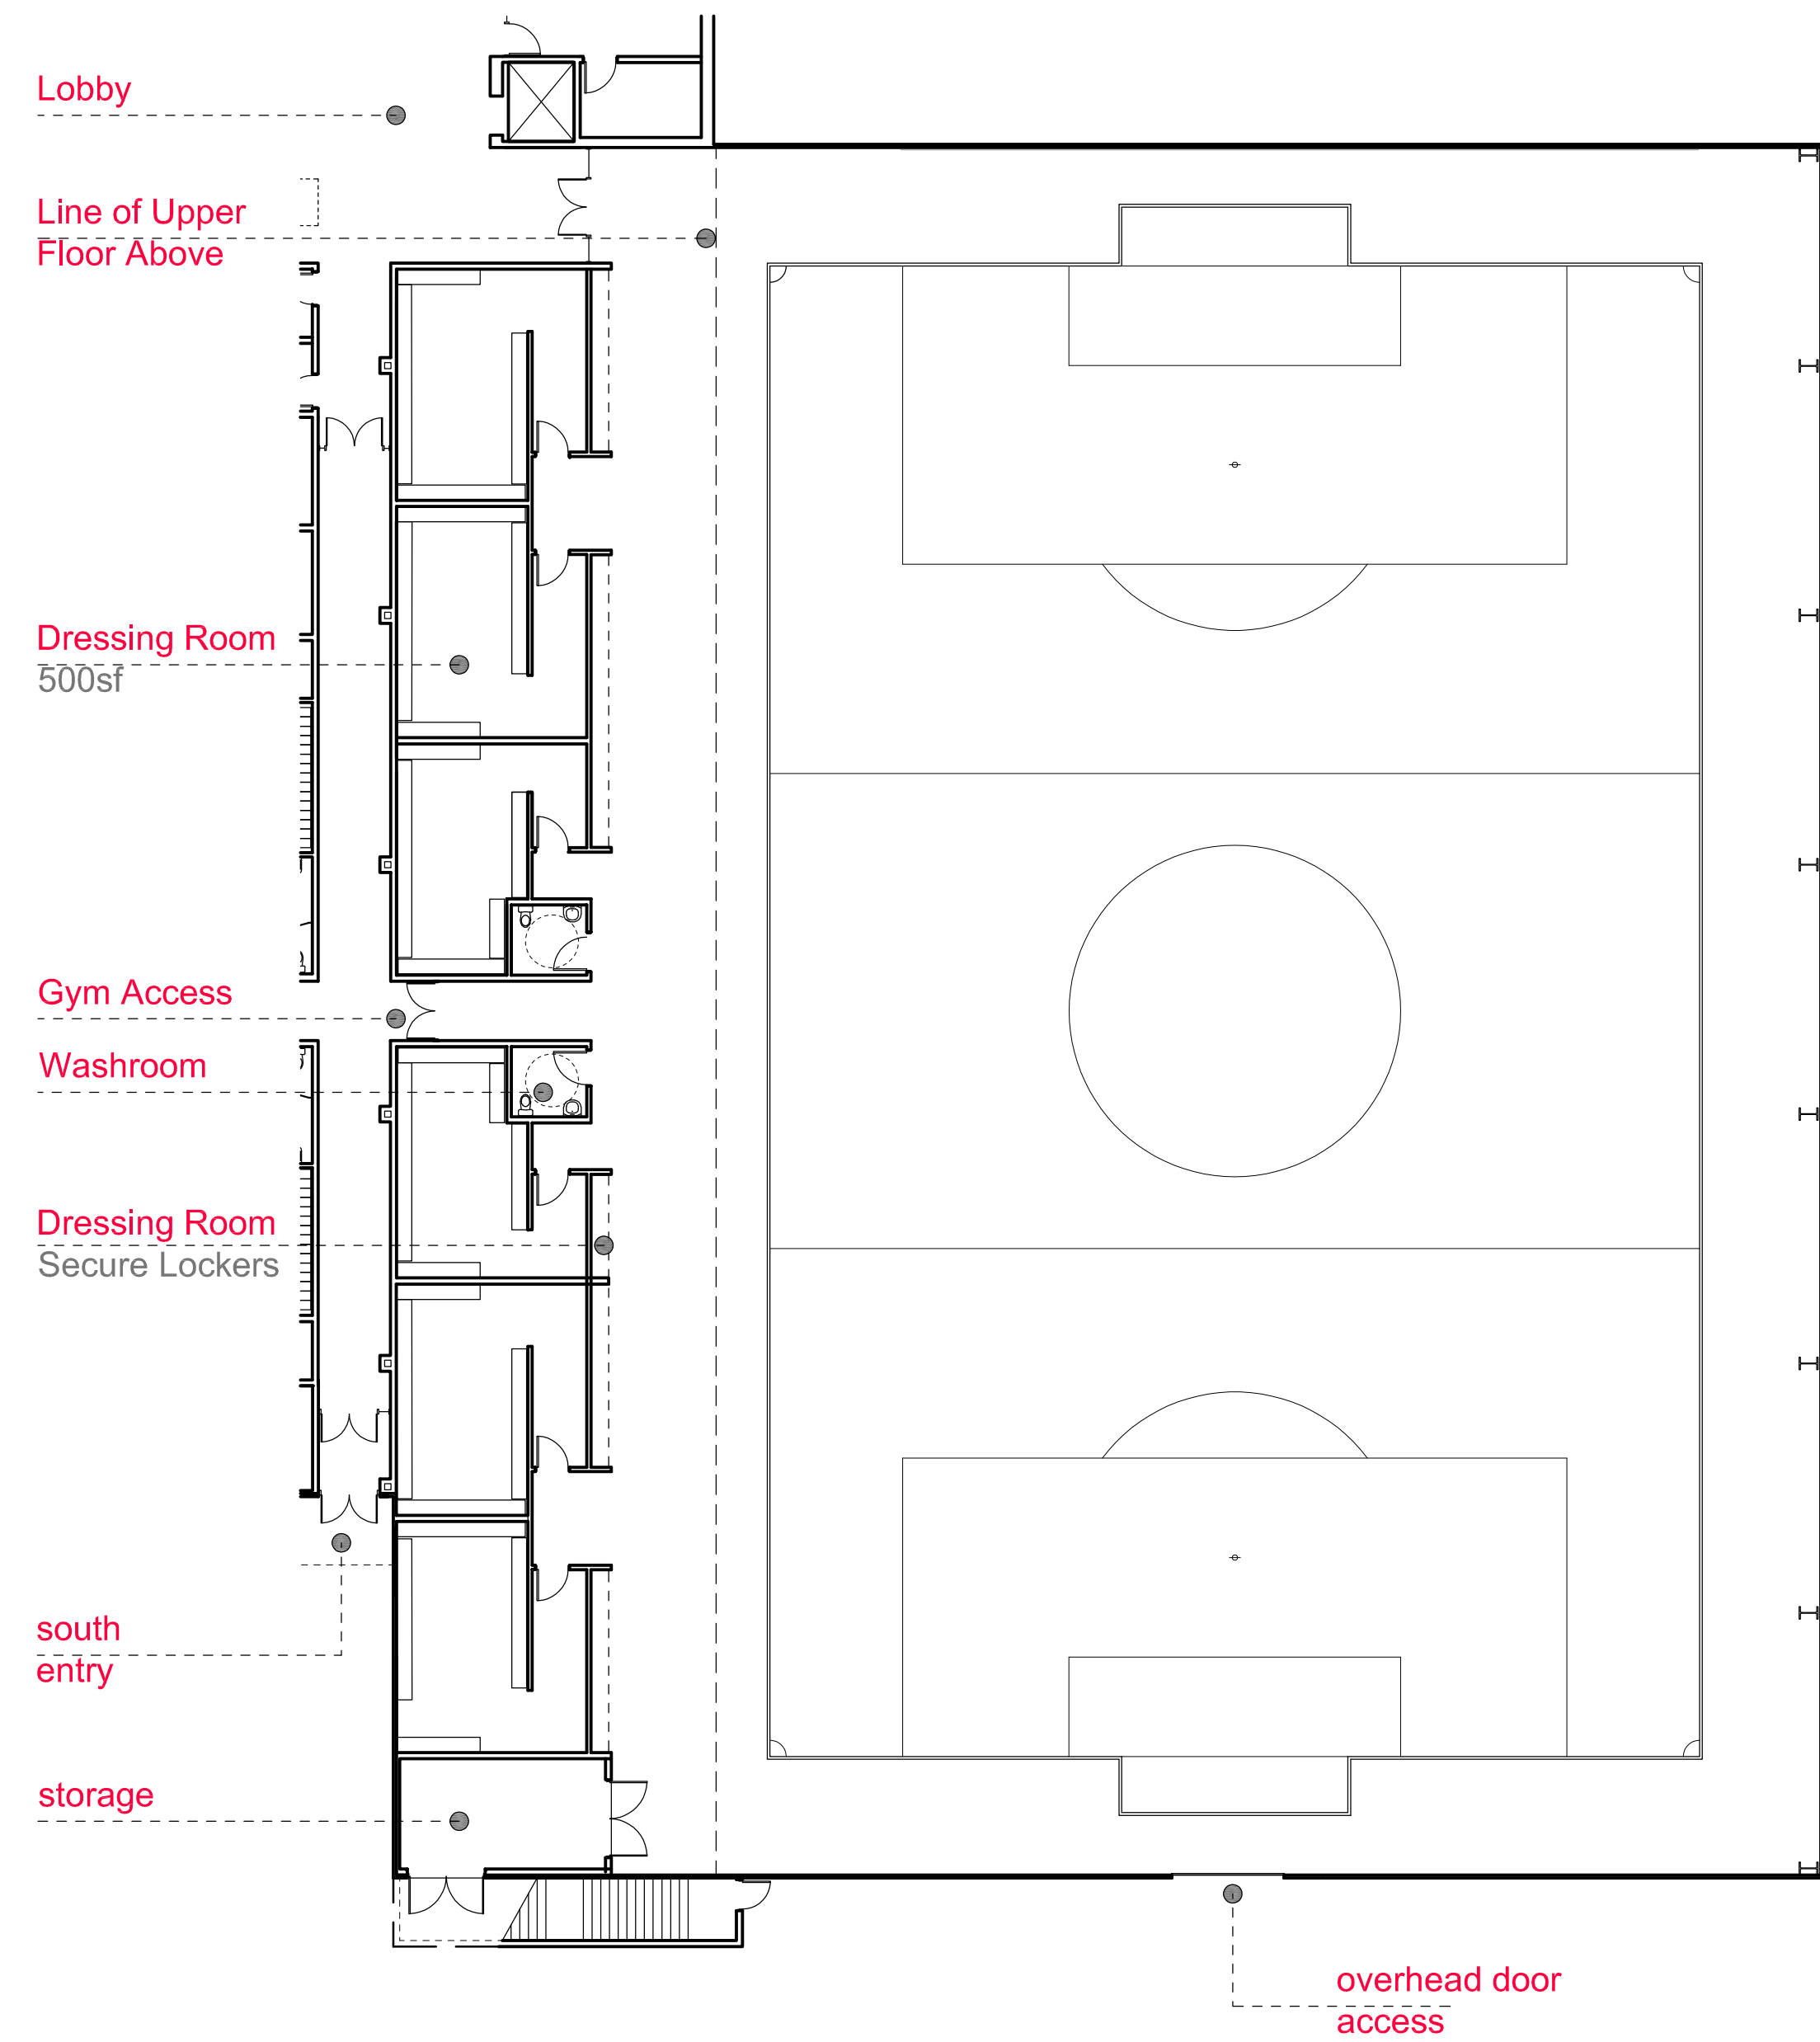 Lobby
Line of Upper
Floor Above
Dressing Room
500sf
Gym Access
Washroom
Dressing Room
Secure Lockers
south
entry
storage
overhead door
access